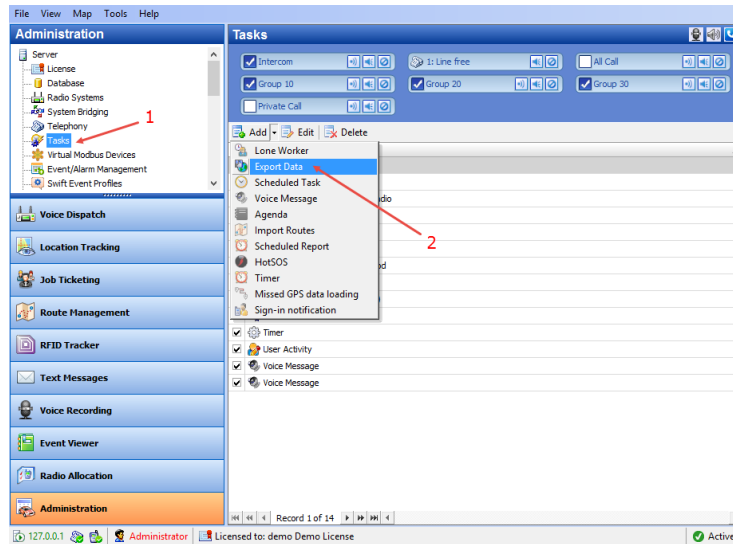 File View Map Tools Help
Administration
Server
License
Database
Radio Systems
System Bridging
Telephony
Tasks
Virtual Modbus Devices
Event/Alarm Management
Swift Event Profiles
1
Voice Dispatch
Location Tracking
Job Ticketing
Route Management
RFID Tracker
Text Messages
Voice Recording
Event Viewer
Radio Allocation
Administration
Tasks
Intercom 1: Line free All Call
Group 10 Group 20 Group 30
Private Call
Add Edit Delete
Lone Worker
Export Data
Scheduled Task
Voice Message
Agenda
Import Routes
Scheduled Report
HotSOS
Timer
Missed GPS data loading
Sign-in notification
2
Timer
User Activity
Voice Message
Voice Message
Record 1 of 14
127.0.0.1 Administrator Licensed to: demo Demo License Active